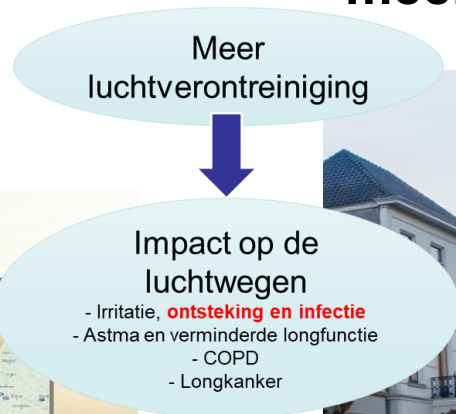 Meer
luchtverontreiniging
Impact op de
luchtwegen
- Irritatie, ontsteking en infectie
- Astma en verminderde longfunctie
- COPD
- Longkanker